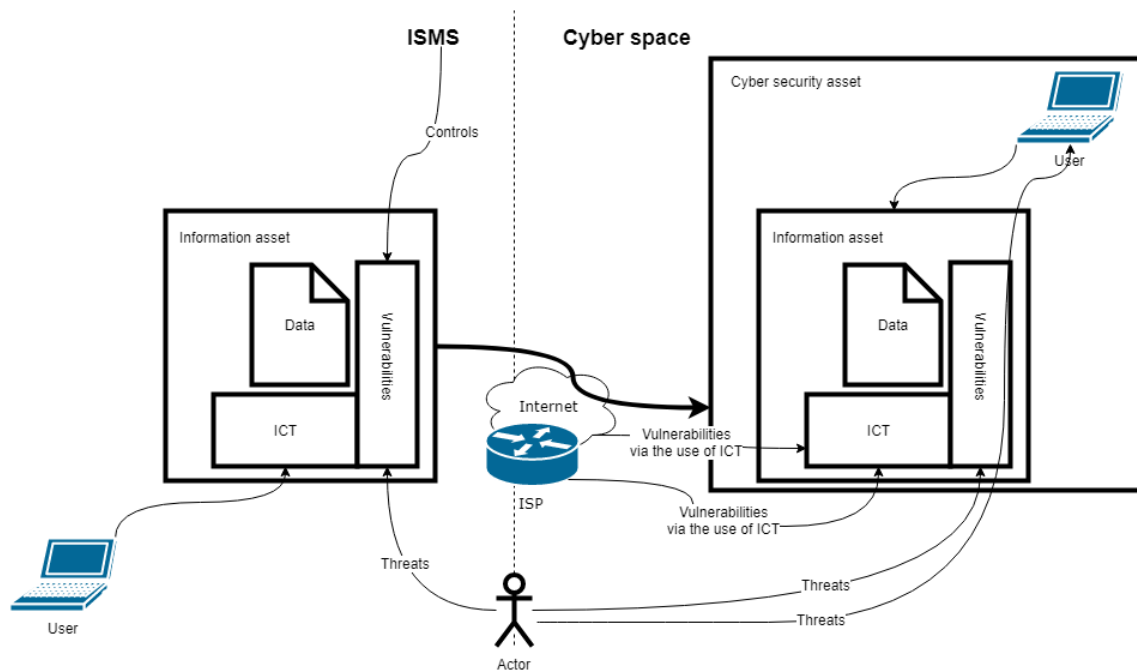 ISMS
Cyber space
Cyber security asset
Controls
User
Information asset
Information asset
Data
Vulnerabilities
Data
Vulnerabilities
Internet
ICT
ICT
Vulnerabilities
via the use of ICT
ISP
Vulnerabilities
via the use of ICT
Threats
Threats
Threats
User
Actor